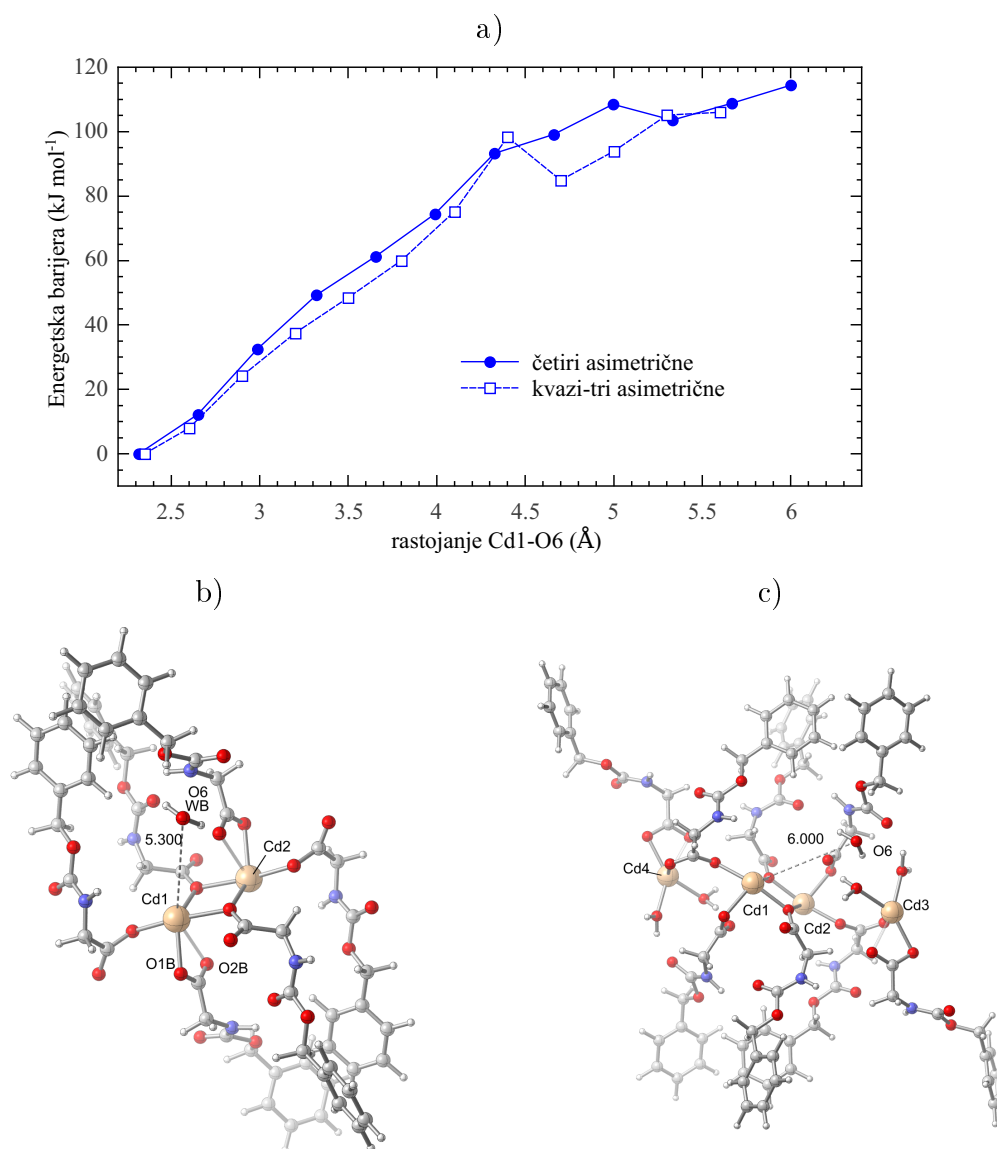 a)
120
100
80
60
40
20
0
Energetska barijera (kJ mol⁻¹)
četiri asimetrične
kvazi-tri asimetrične
2.5 3 3.5 4 4.5 5 5.5 6
rastojanje Cd1-O6 (Å)
b) c)
O6
WB
5.300
Cd2
Cd1
O1B
O2B
6.000
O6
Cd4
Cd1
Cd2
Cd3